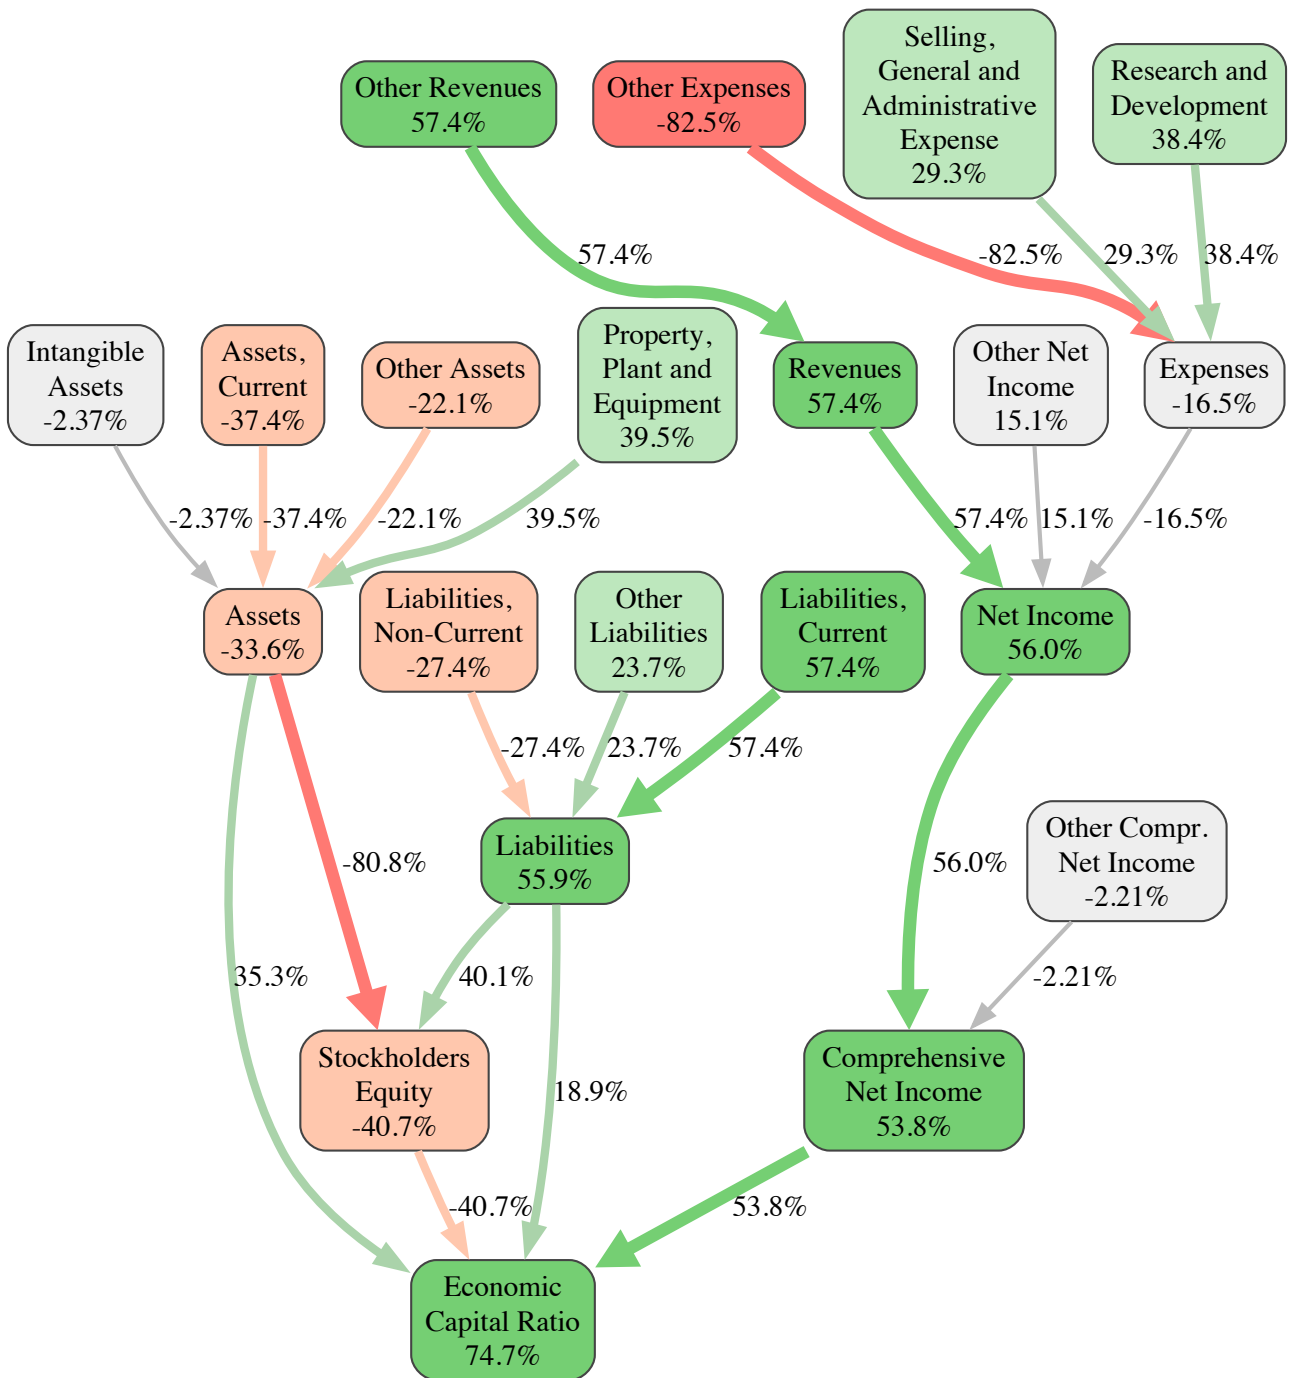 Other Revenues
57.4%
Other Expenses
-82.5%
Selling,
General and
Administrative
Expense
29.3%
Research and
Development
38.4%
57.4%
-82.5%
29.3%
38.4%
Intangible
Assets
-2.37%
Assets,
Current
-37.4%
Other Assets
-22.1%
Property,
Plant and
Equipment
39.5%
Revenues
57.4%
Other Net
Income
15.1%
Expenses
-16.5%
-2.37%
-37.4%
-22.1%
39.5%
57.4%
15.1%
-16.5%
Assets
-33.6%
Liabilities,
Non-Current
-27.4%
Other
Liabilities
23.7%
Liabilities,
Current
57.4%
Net Income
56.0%
-27.4%
23.7%
57.4%
Liabilities
55.9%
Other Compr.
Net Income
-2.21%
-80.8%
56.0%
35.3%
40.1%
-2.21%
Stockholders
Equity
-40.7%
18.9%
Comprehensive
Net Income
53.8%
-40.7%
53.8%
Economic
Capital Ratio
74.7%